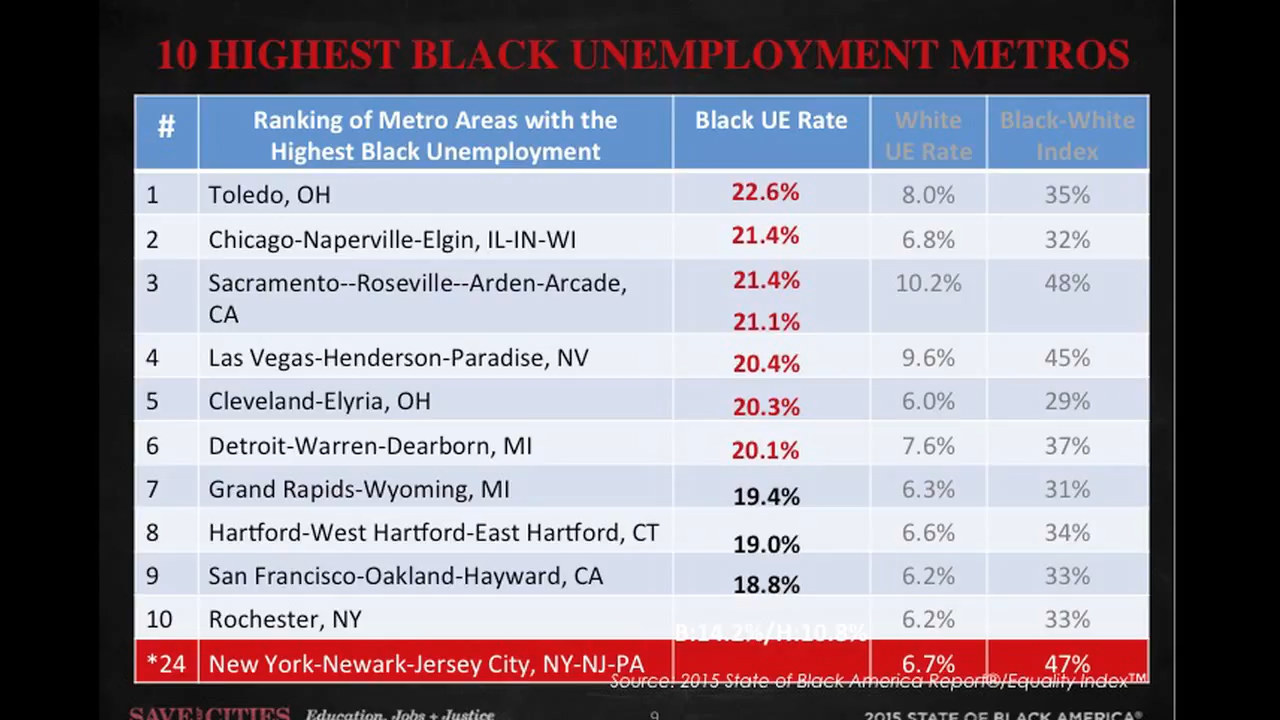 10 HIGHEST BLACK UNEMPLOYMENT METROS
# Ranking of Metro Areas with the Highest Black Unemployment Black UE Rate White UE Rate Black-White Index
1 Toledo, OH 22.6% 8.0% 35%
2 Chicago-Naperville-Elgin, IL-IN-WI 21.4% 6.8% 32%
3 Sacramento--Roseville--Arden-Arcade, 21.4% 10.2% 48%
CA 21.1%
4 Las Vegas-Henderson-Paradise, NV 20.4% 9.6% 45%
5 Cleveland-Elyria, OH 20.3% 6.0% 29%
6 Detroit-Warren-Dearborn, MI 20.1% 7.6% 37%
7 Grand Rapids-Wyoming, MI 19.4% 6.3% 31%
8 Hartford-West Hartford-East Hartford, CT 19.0% 6.6% 34%
9 San Francisco-Oakland-Hayward, CA 18.8% 6.2% 33%
10 Rochester, NY B:14.2%/H:10.8% 6.2% 33%
*24 New York-Newark-Jersey City, NY-NJ-PA 6.7% 47%
Source: 2015 State of Black America Report®/Equality Index™
SAVE OUR CITIES Education, Jobs + Justice 9 2015 STATE OF BLACK AMERICA®